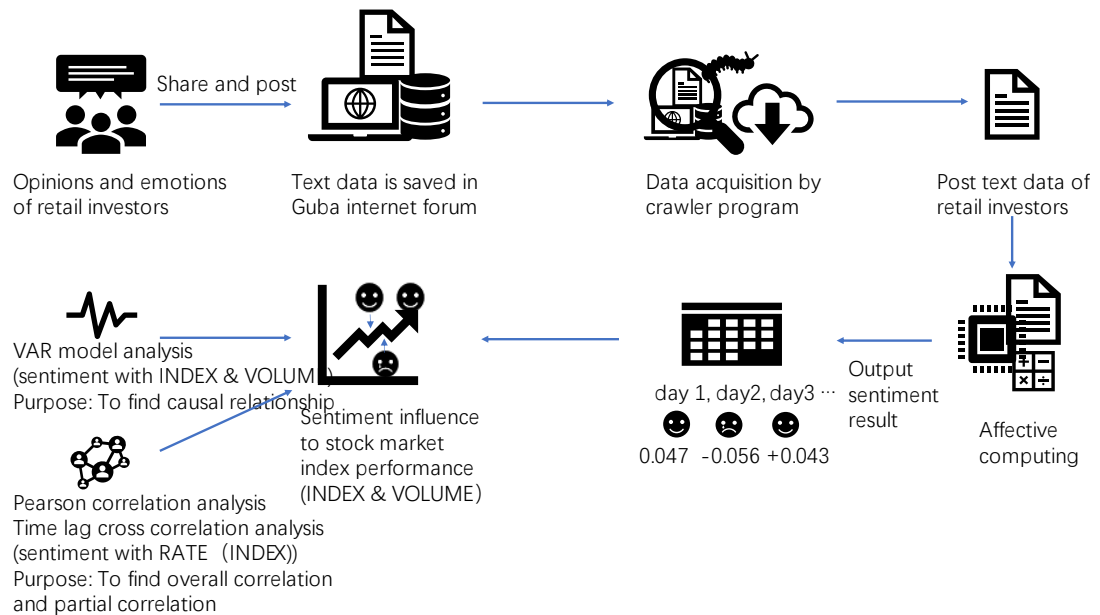 Share and post
Opinions and emotions
of retail investors
Text data is saved in
Guba internet forum
Data acquisition by
crawler program
Post text data of
retail investors
VAR model analysis
(sentiment with INDEX & VOLUME)
Purpose: To find causal relationship
Sentiment influence
to stock market
index performance
(INDEX & VOLUME)
day 1, day2, day3 ···
0.047 -0.056 +0.043
Output
sentiment
result
Affective
computing
Pearson correlation analysis
Time lag cross correlation analysis
(sentiment with RATE（INDEX))
Purpose: To find overall correlation
and partial correlation